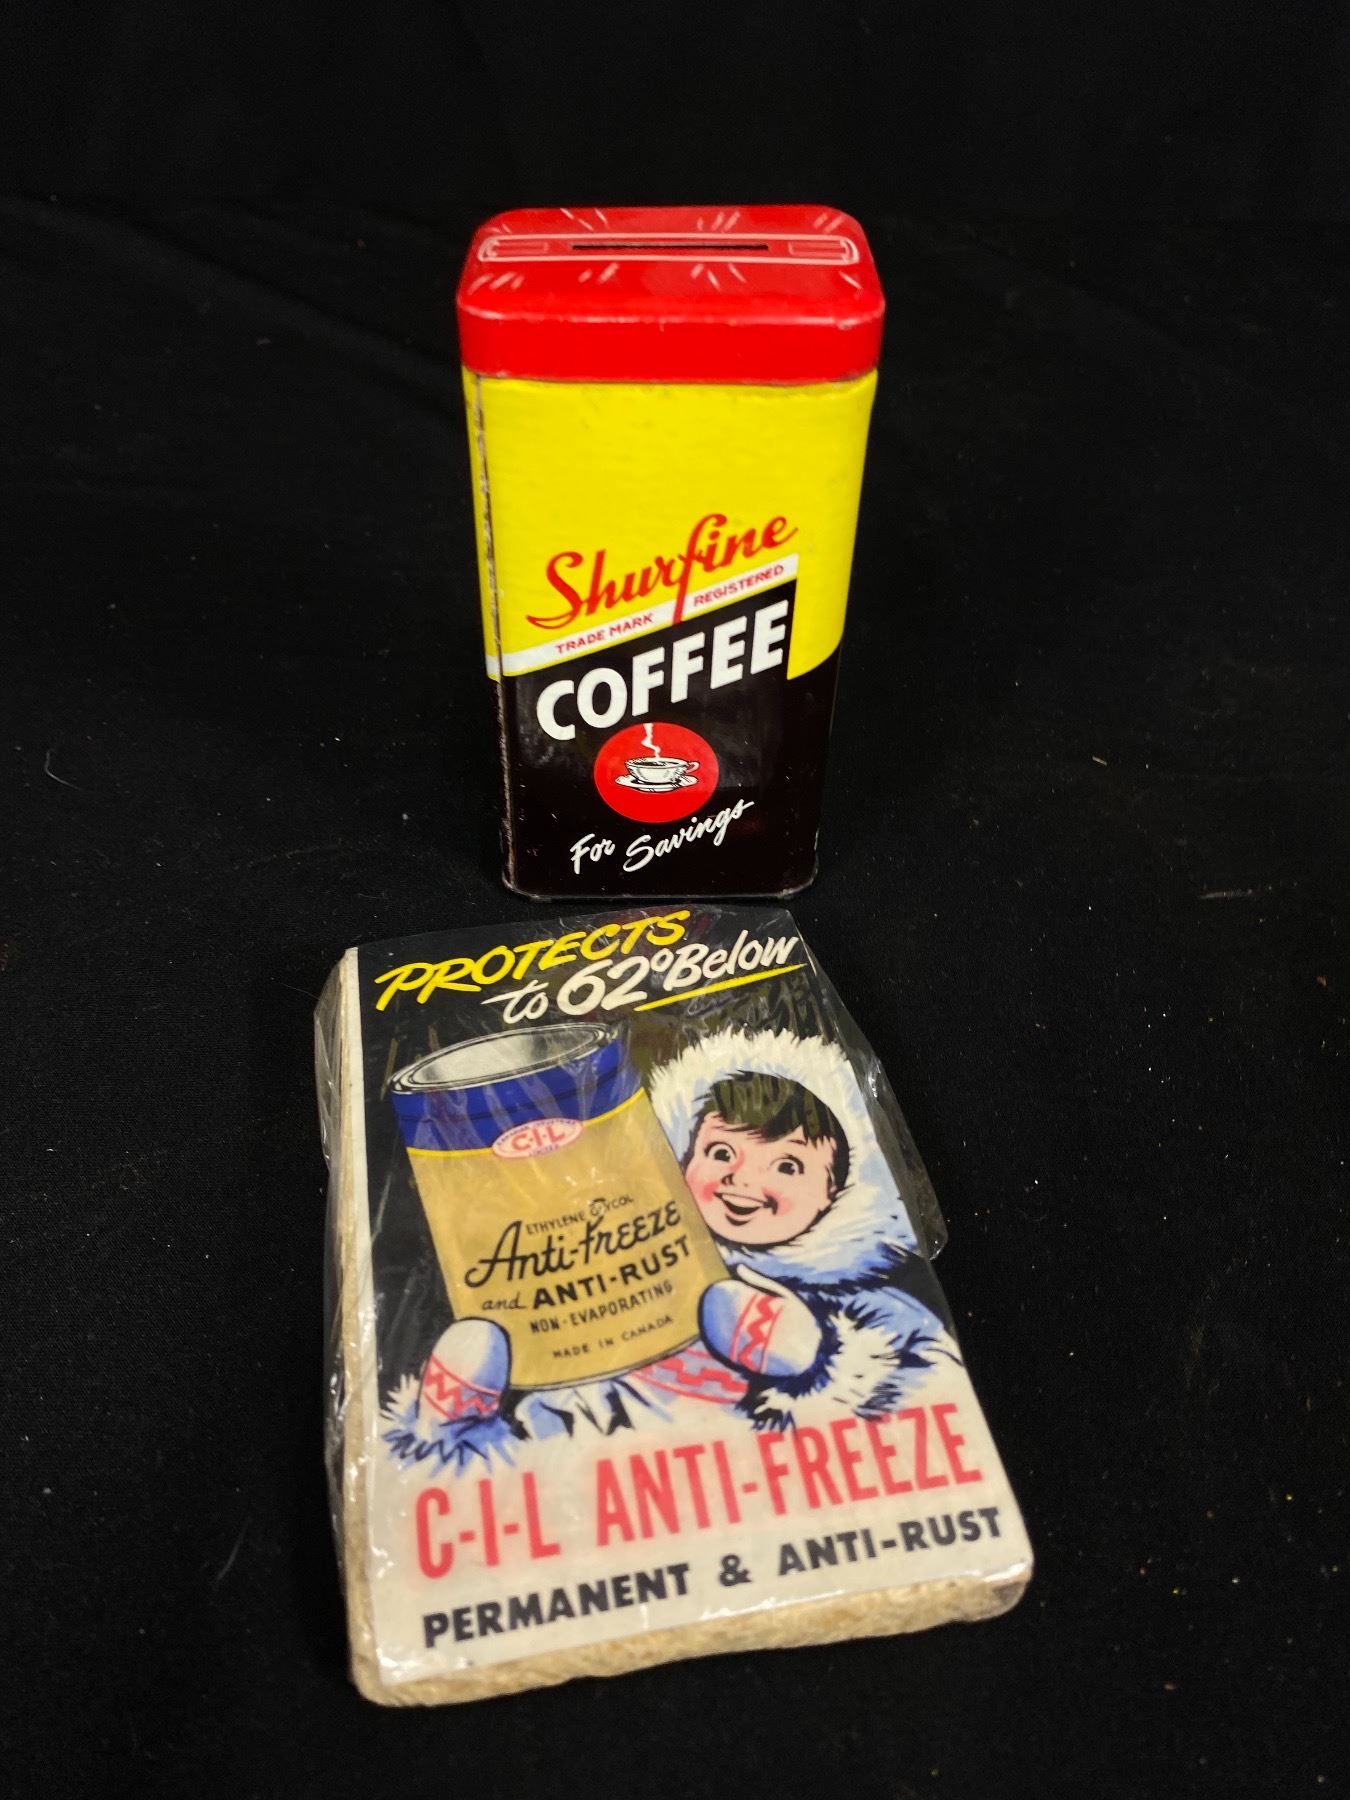 Shurfine
TRADE MARK REGISTERED
COFFEE
For Savings
PROTECTS
to 62° Below
C-I-L
LIMITED
ETHYLENE GLYCOL
Anti-freeze
and ANTI-RUST
NON-EVAPORATING
MADE IN CANADA
C-I-L ANTI-FREEZE
PERMANENT & ANTI-RUST